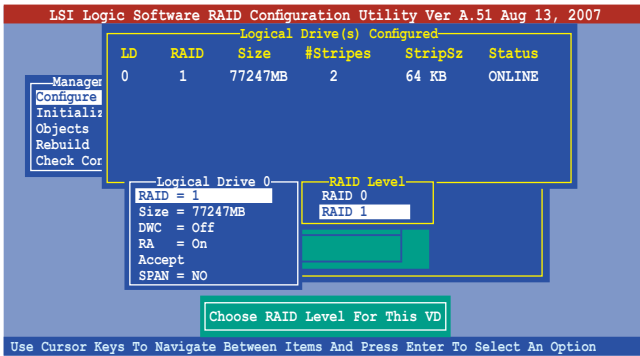 LSI Logic Software RAID Configuration Utility Ver A.51 Aug 13, 2007
Logical Drive(s) Configured
LD RAID Size #Stripes StripSz Status
0 1 77247MB 2 64 KB ONLINE
Managem
Configure
Initializ
Objects
Rebuild
Check Con
Logical Drive 0
RAID = 1
Size = 77247MB
DWC = Off
RA = On
Accept
SPAN = NO
RAID Level
RAID 0
RAID 1
Choose RAID Level For This VD
Use Cursor Keys To Navigate Between Items And Press Enter To Select An Option